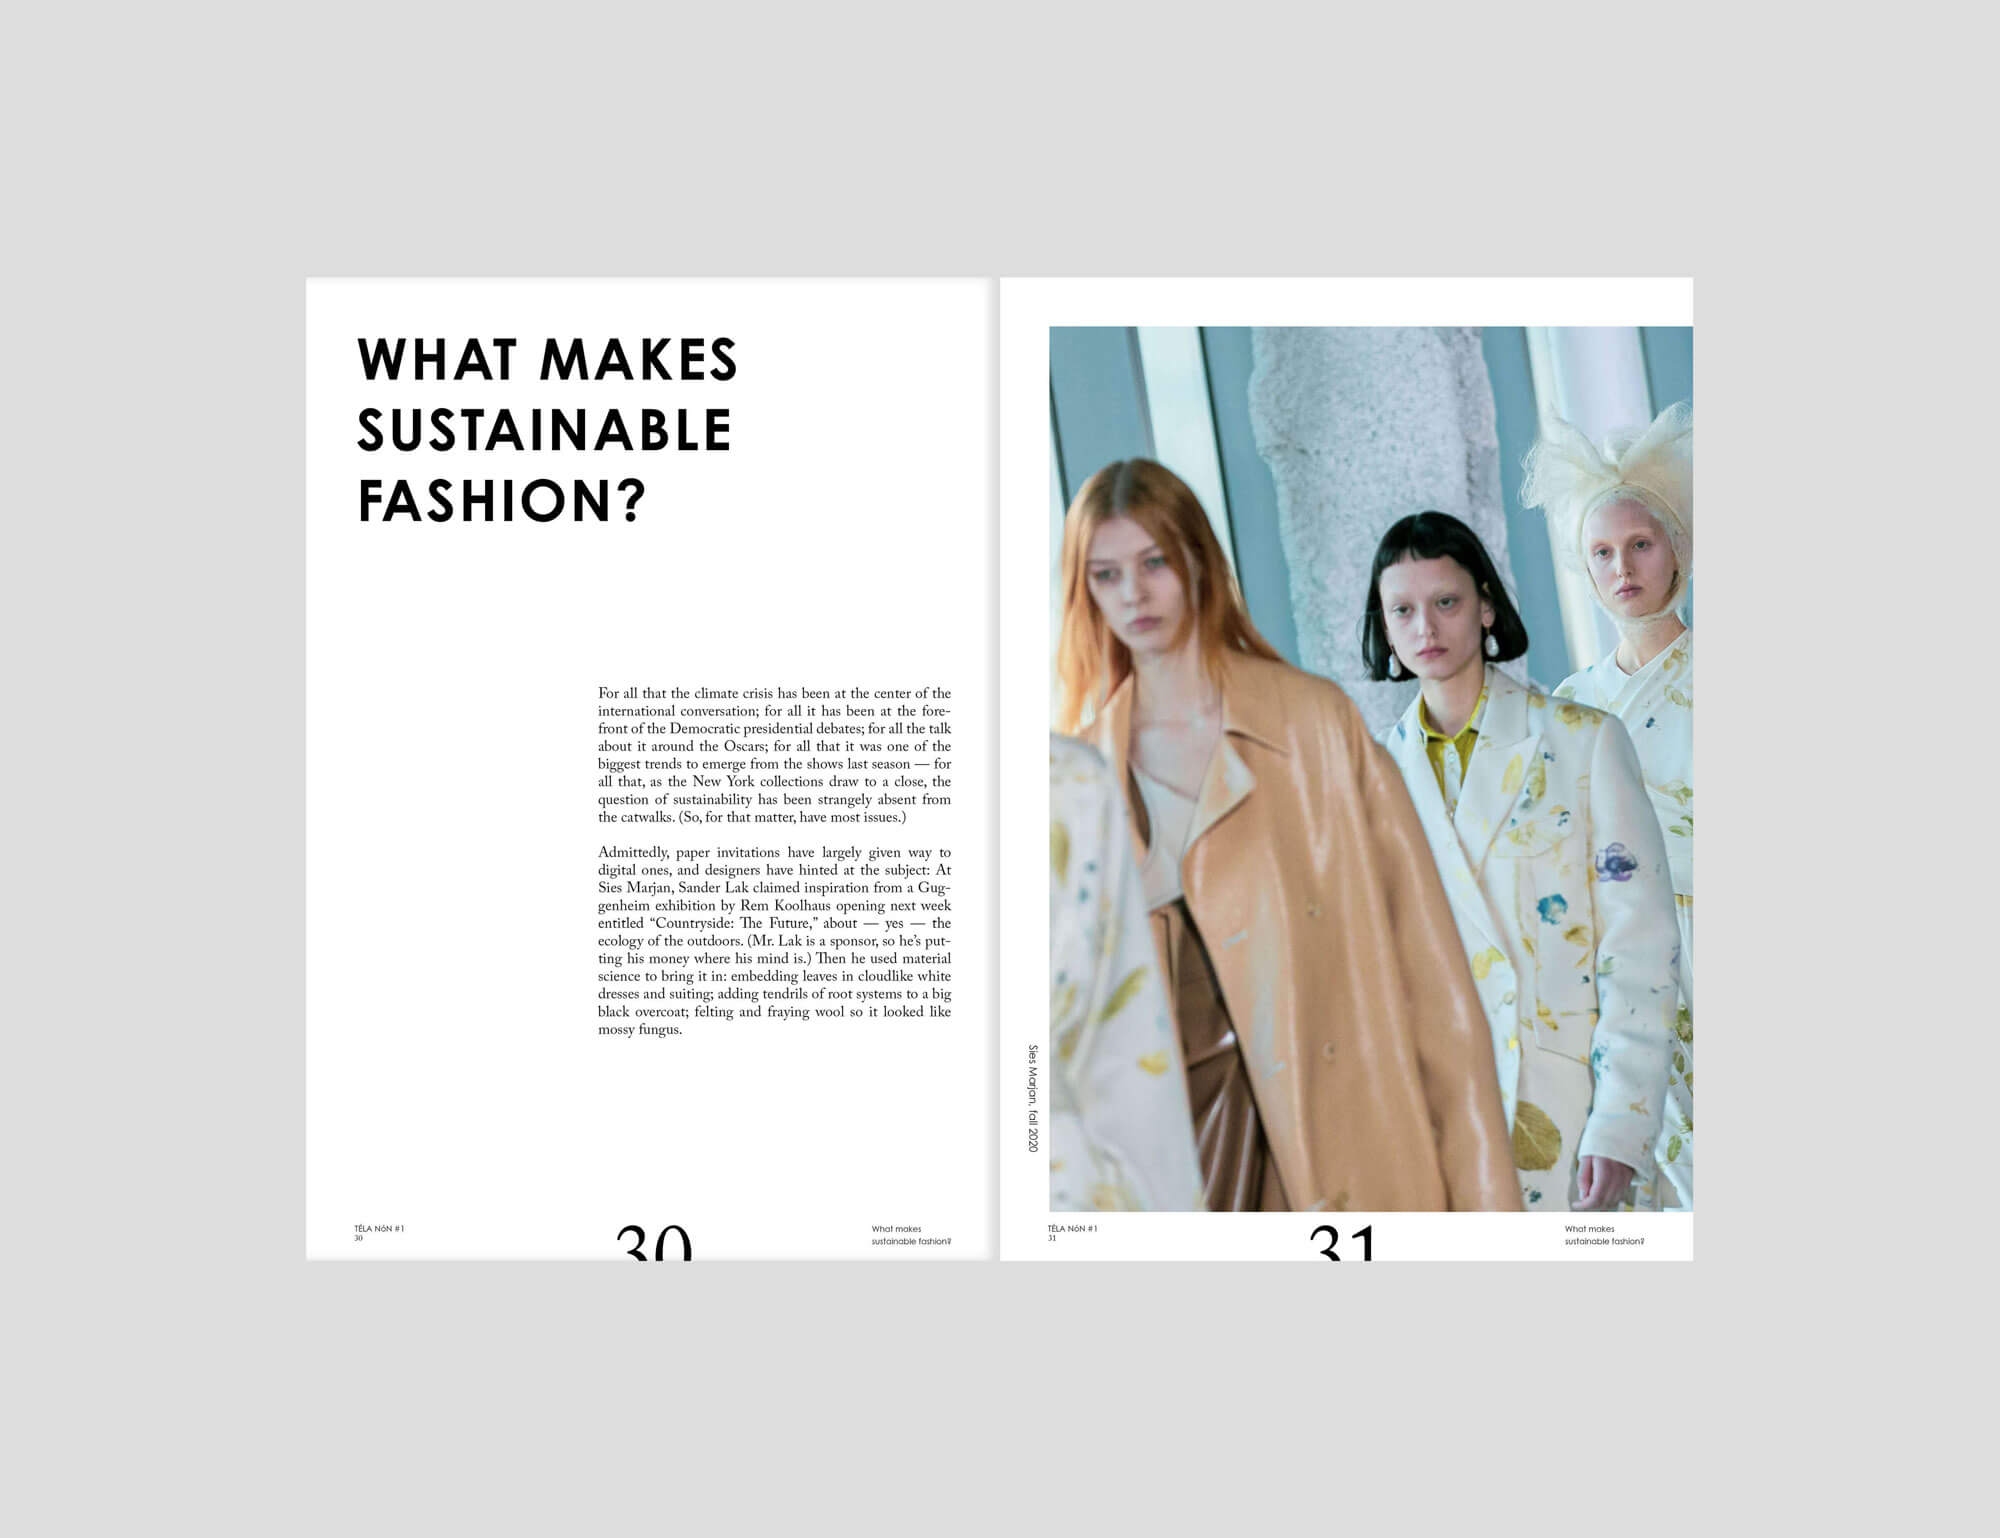 WHAT MAKES
SUSTAINABLE
FASHION?
For all that the climate crisis has been at the center of the
international conversation; for all it has been at the fore-
front of the Democratic presidential debates; for all the talk
about it around the Oscars; for all that it was one of the
biggest trends to emerge from the shows last season — for
all that, as the New York collections draw to a close, the
question of sustainability has been strangely absent from
the catwalks. (So, for that matter, have most issues.)
Admittedly, paper invitations have largely given way to
digital ones, and designers have hinted at the subject: At
Sies Marjan, Sander Lak claimed inspiration from a Gug-
genheim exhibition by Rem Koolhaus opening next week
entitled “Countryside: The Future,” about — yes — the
ecology of the outdoors. (Mr. Lak is a sponsor, so he’s put-
ting his money where his mind is.) Then he used material
science to bring it in: embedding leaves in cloudlike white
dresses and suiting; adding tendrils of root systems to a big
black overcoat; felting and fraying wool so it looked like
mossy fungus.
TÉLA NóN #1
30
30
What makes
sustainable fashion?
Sies Marjan, fall 2020
TÉLA NóN #1
31
31
What makes
sustainable fashion?